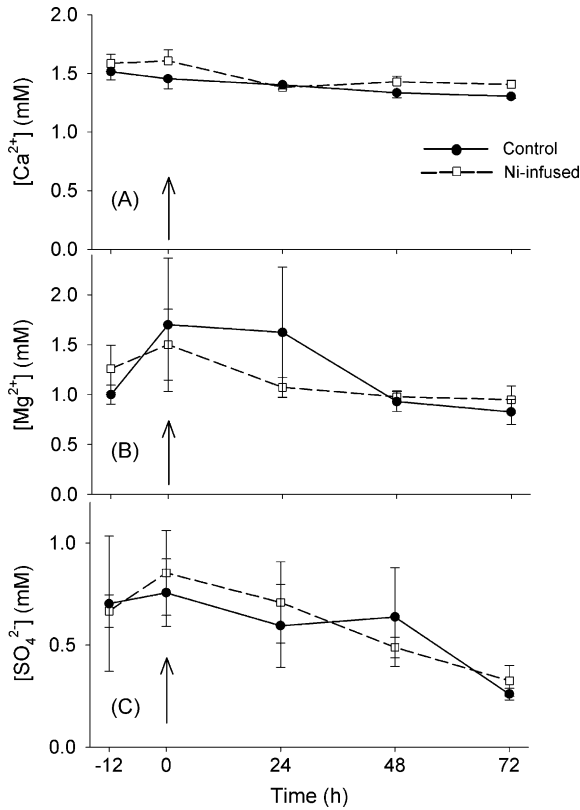 2.0
1.5
1.0
0.5
0.0
[Ca²⁺] (mM)
(A)
Control
Ni-infused
2.0
1.5
1.0
0.5
0.0
[Mg²⁺] (mM)
(B)
1.0
0.5
0.0
[SO₄²⁻] (mM)
(C)
-12 0 24 48 72
Time (h)